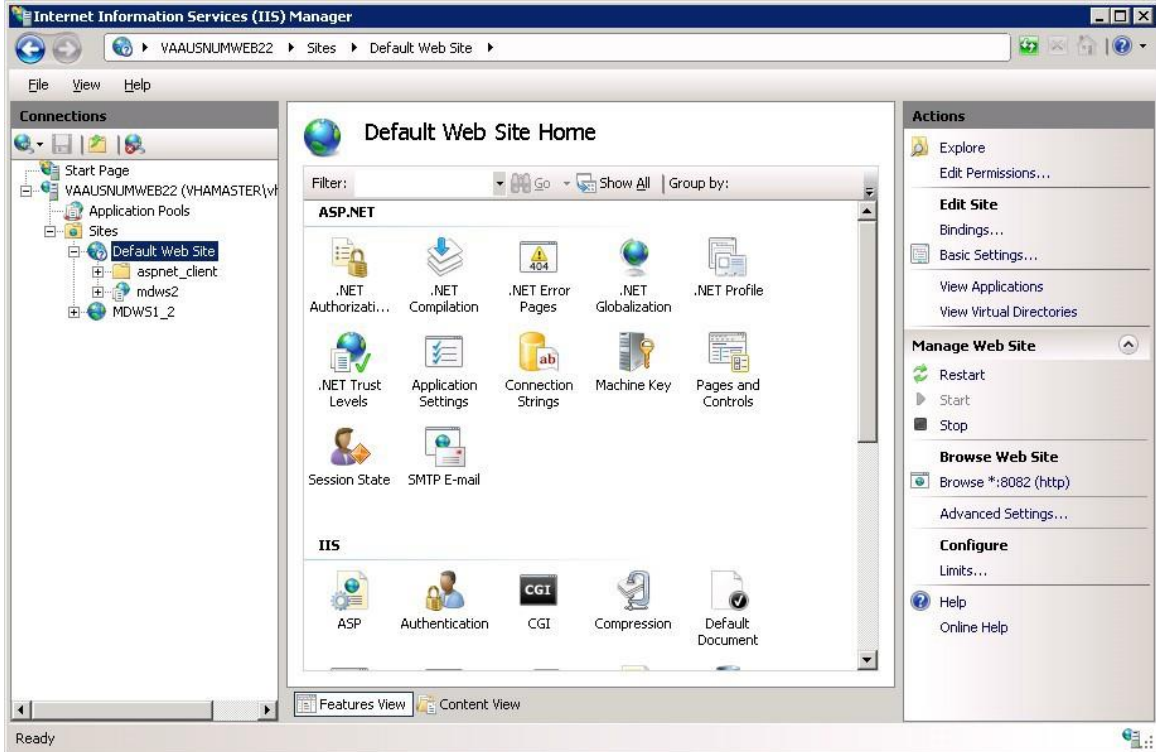 Internet Information Services (IIS) Manager
VAAUSNUMWEB22 Sites Default Web Site
File View Help
Connections
Start Page
VAAUSNUMWEB22 (VHAMASTER\vh
Application Pools
Sites
Default Web Site
aspnet_client
mdws2
MDWS1_2
Default Web Site Home
Filter: Go Show All Group by:
ASP.NET
.NET Authorizati...
.NET Compilation
404
.NET Error Pages
.NET Globalization
.NET Profile
.NET Trust Levels
Application Settings
ab
Connection Strings
Machine Key
Pages and Controls
Session State
SMTP E-mail
IIS
ASP
Authentication
CGI
CGI
Compression
Default Document
Features View Content View
Actions
Explore
Edit Permissions...
Edit Site
Bindings...
Basic Settings...
View Applications
View Virtual Directories
Manage Web Site
Restart
Start
Stop
Browse Web Site
Browse *:8082 (http)
Advanced Settings...
Configure
Limits...
Help
Online Help
Ready